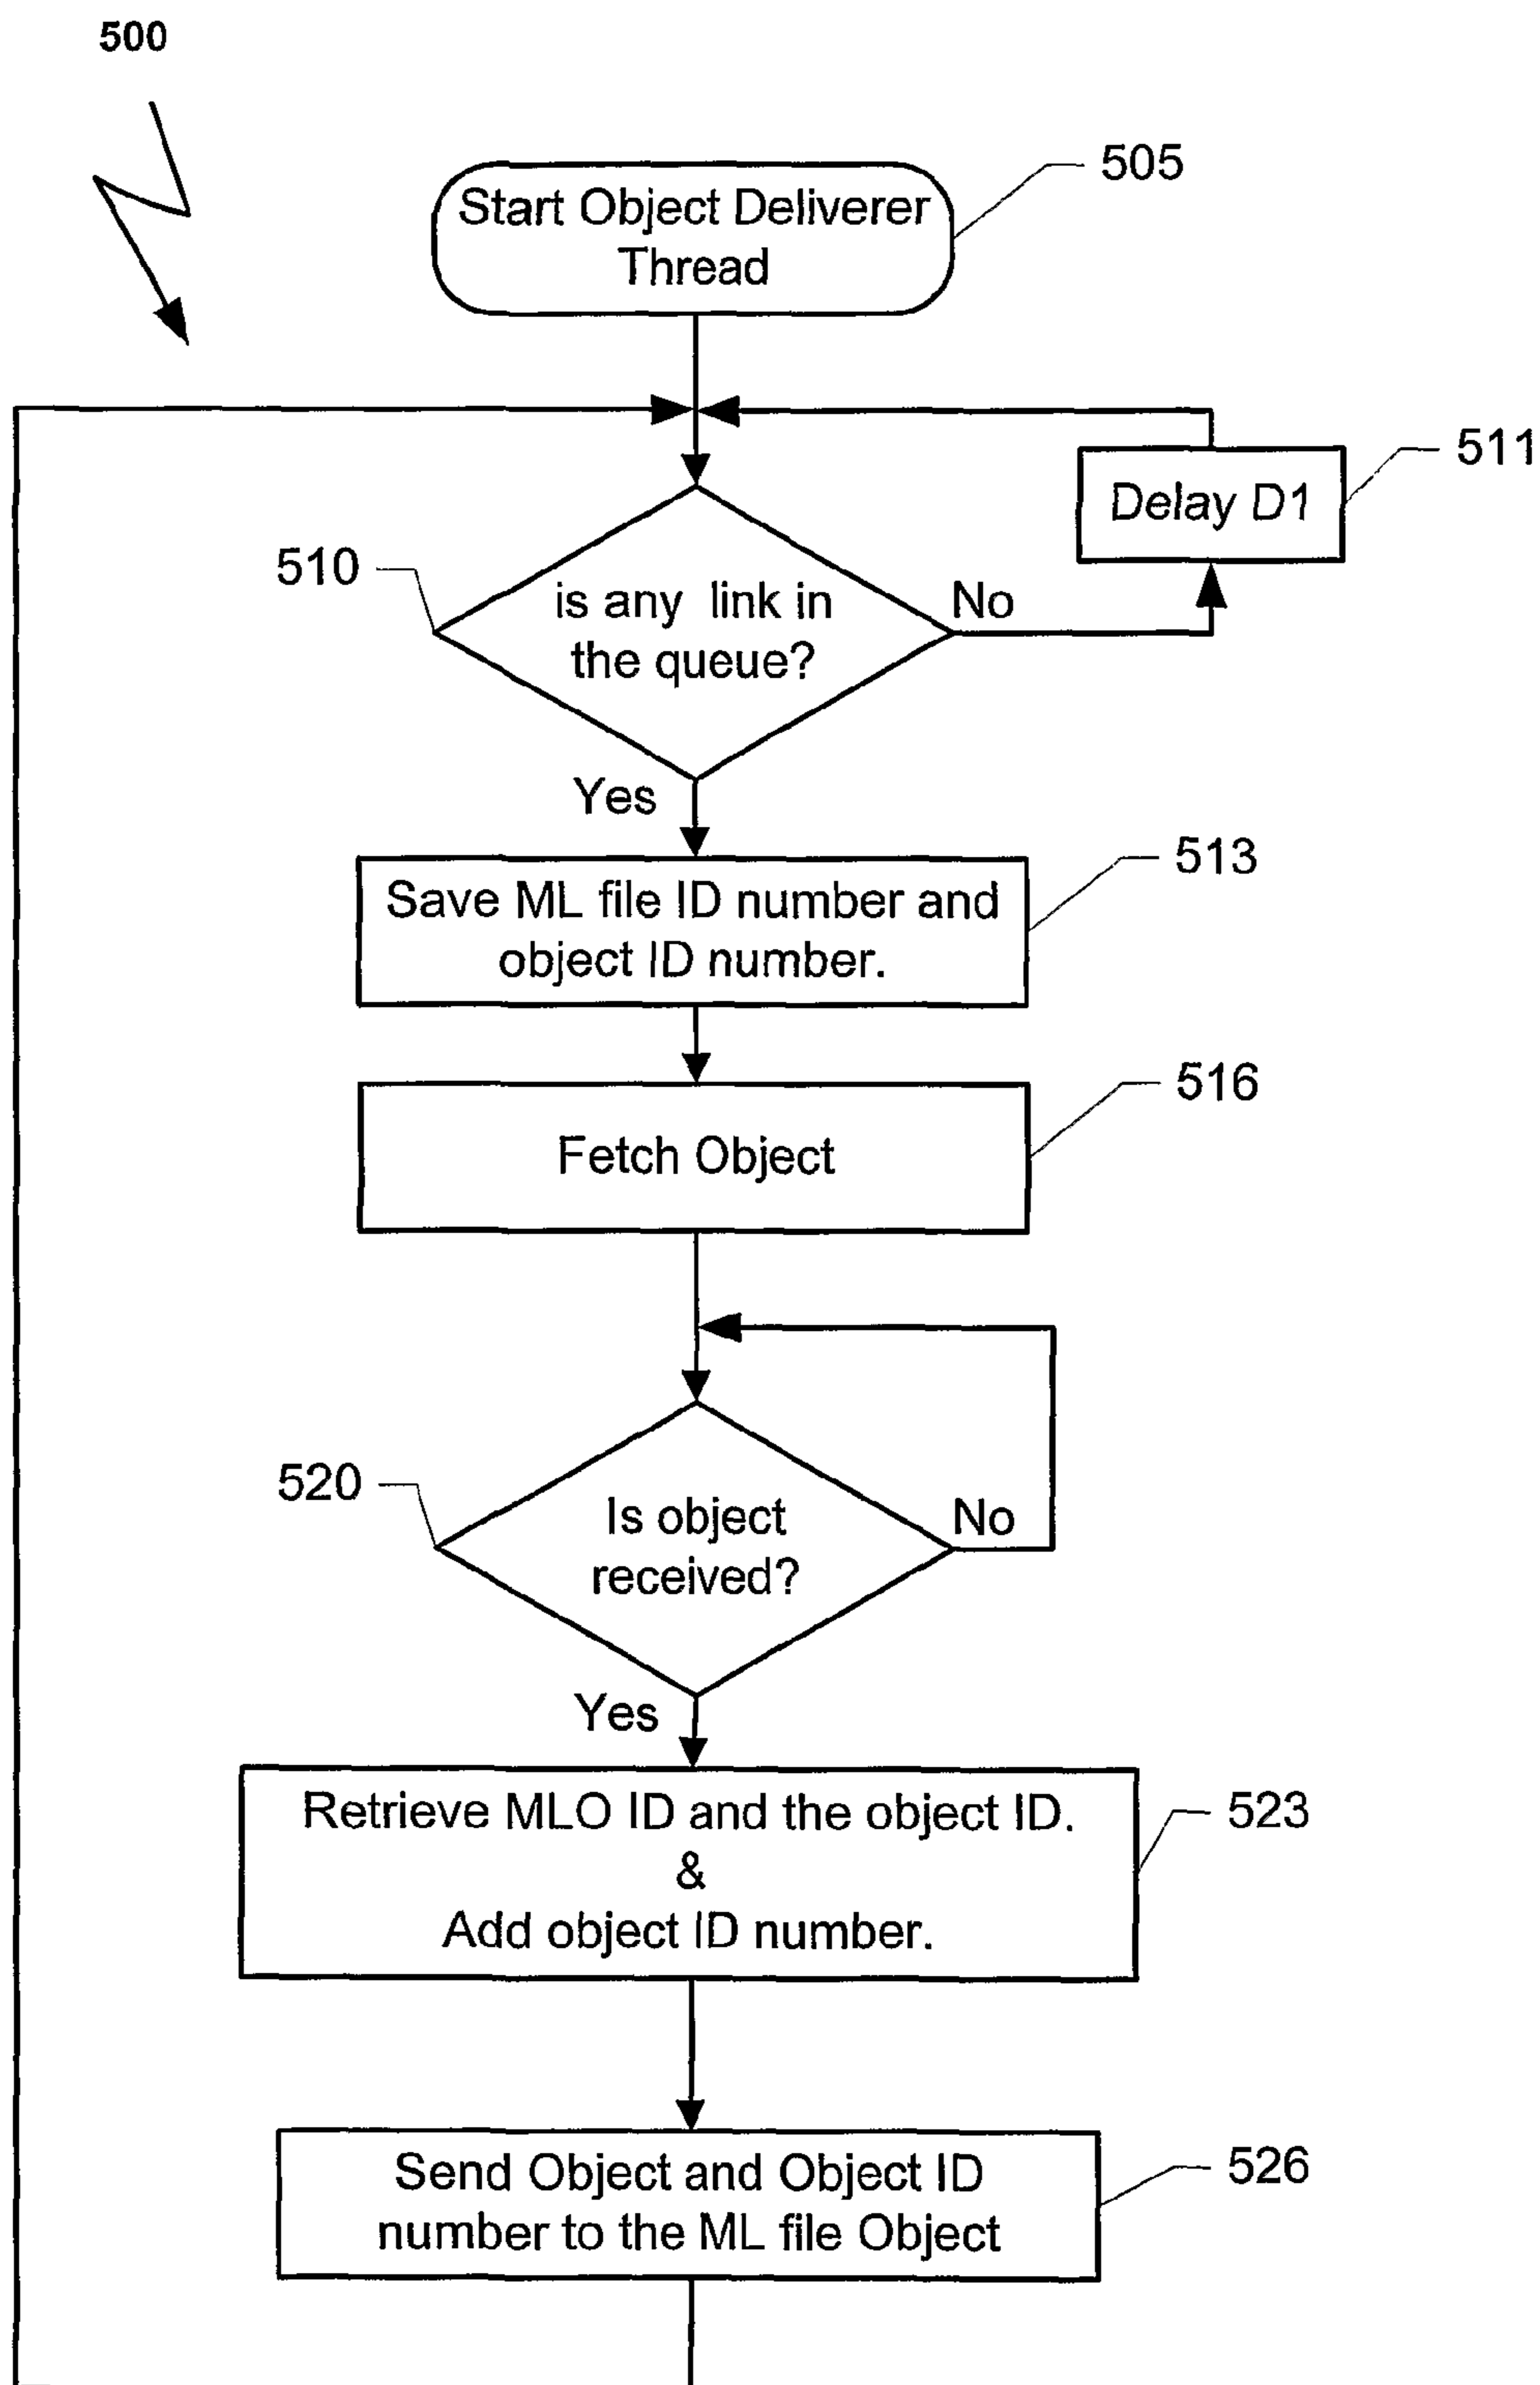 500
Start Object Deliverer
Thread
505
511
Delay D1
510
is any link in
the queue?
No
Yes
513
Save ML file ID number and
object ID number.
516
Fetch Object
520
Is object
received?
No
Yes
Retrieve MLO ID and the object ID.
&
Add object ID number.
523
Send Object and Object ID
number to the ML file Object
526